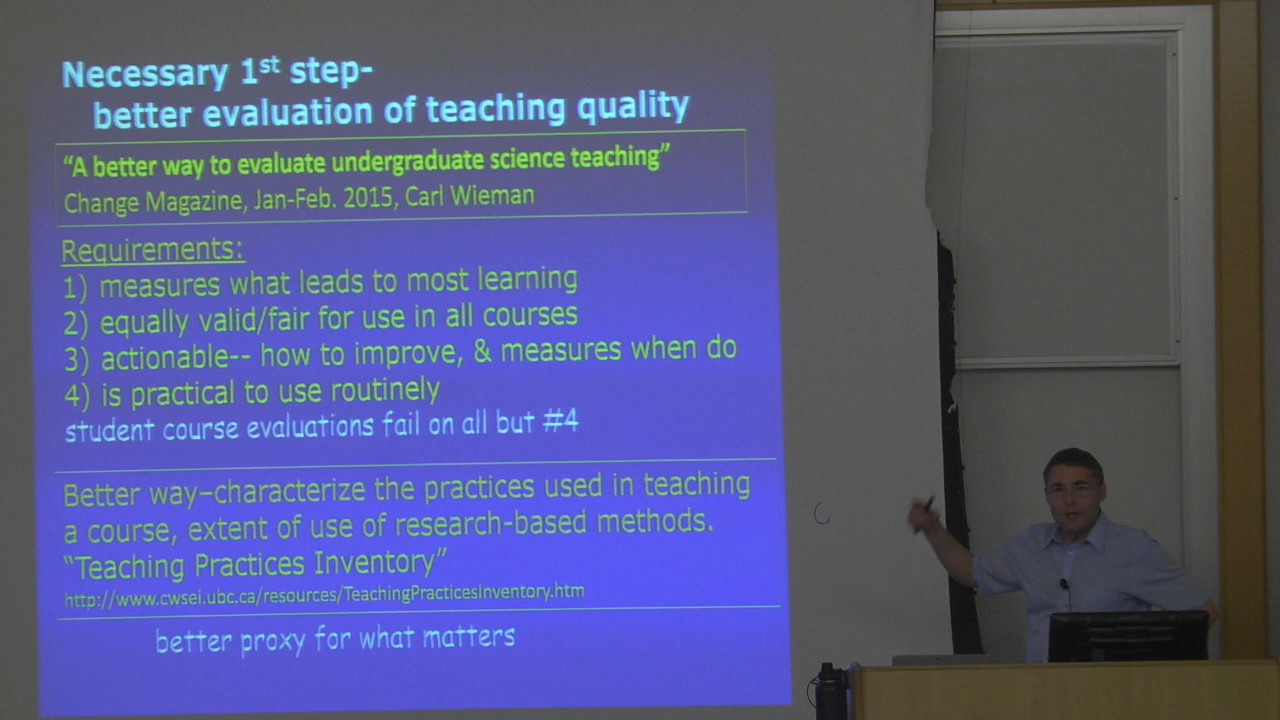 Necessary 1st step-
better evaluation of teaching quality
“A better way to evaluate undergraduate science teaching”
Change Magazine, Jan-Feb. 2015, Carl Wieman
Requirements:
1) measures what leads to most learning
2) equally valid/fair for use in all courses
3) actionable-- how to improve, & measures when do
4) is practical to use routinely
student course evaluations fail on all but #4
Better way–characterize the practices used in teaching
a course, extent of use of research-based methods.
“Teaching Practices Inventory”
http://www.cwsei.ubc.ca/resources/TeachingPracticesInventory.htm
better proxy for what matters